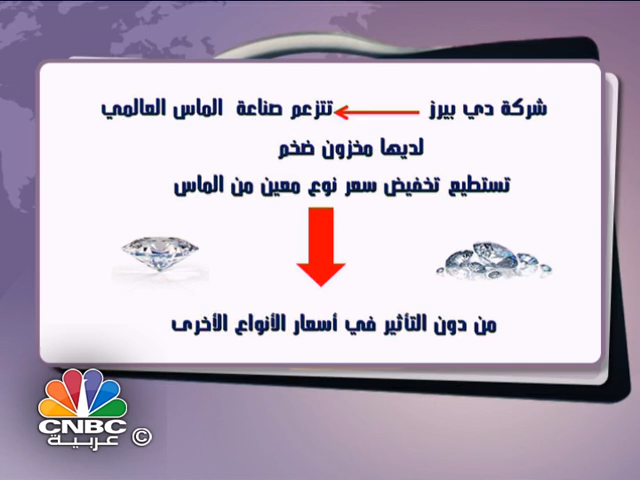 شركة دي بيرز تتزعم صناعة الماس العالمي
لديها مخزون ضخم
تستطيع تخفيض سعر نوع معين من الماس
من دون التأثير في أسعار الأنواع الأخرى
CNBC
عربية ©